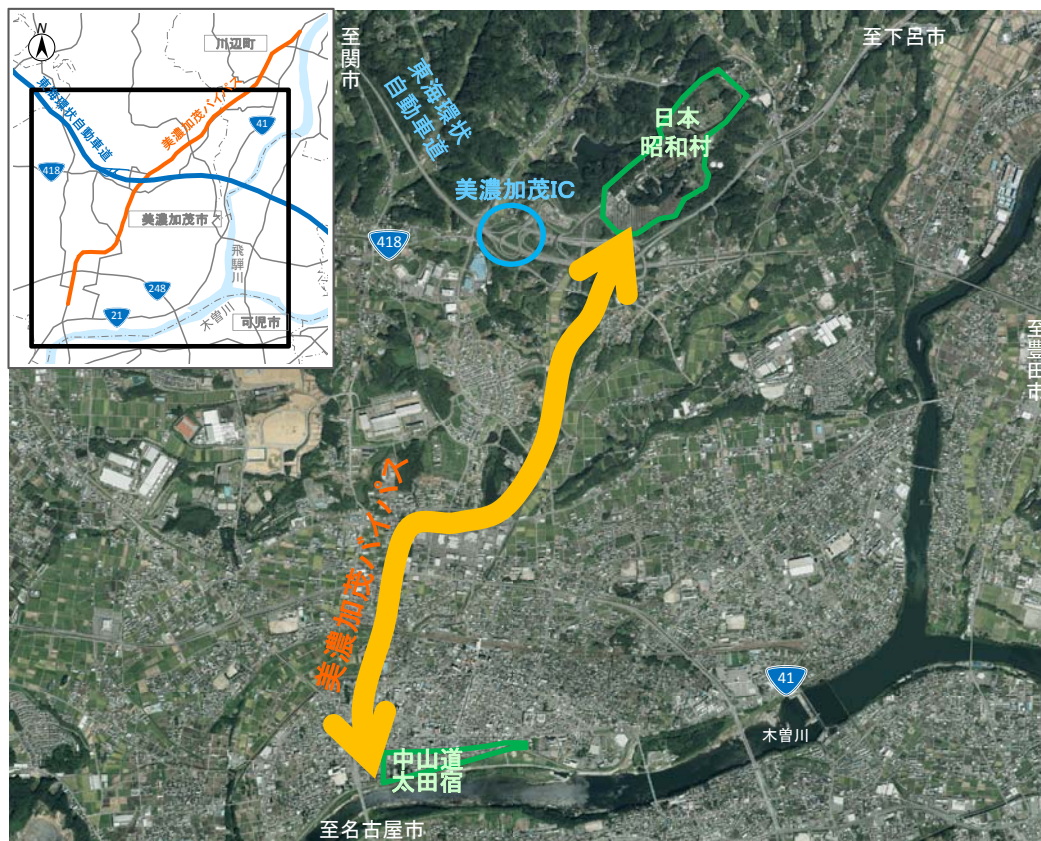 N
川辺町
東海環状自動車道
美濃加茂バイパス
41
418
美濃加茂市
飛騨川
248
21
木曽川
可児市
至関市
至下呂市
東海環状
自動車道
日本
昭和村
美濃加茂IC
418
至豊田市
美濃加茂バイパス
41
木曽川
中山道
太田宿
至名古屋市